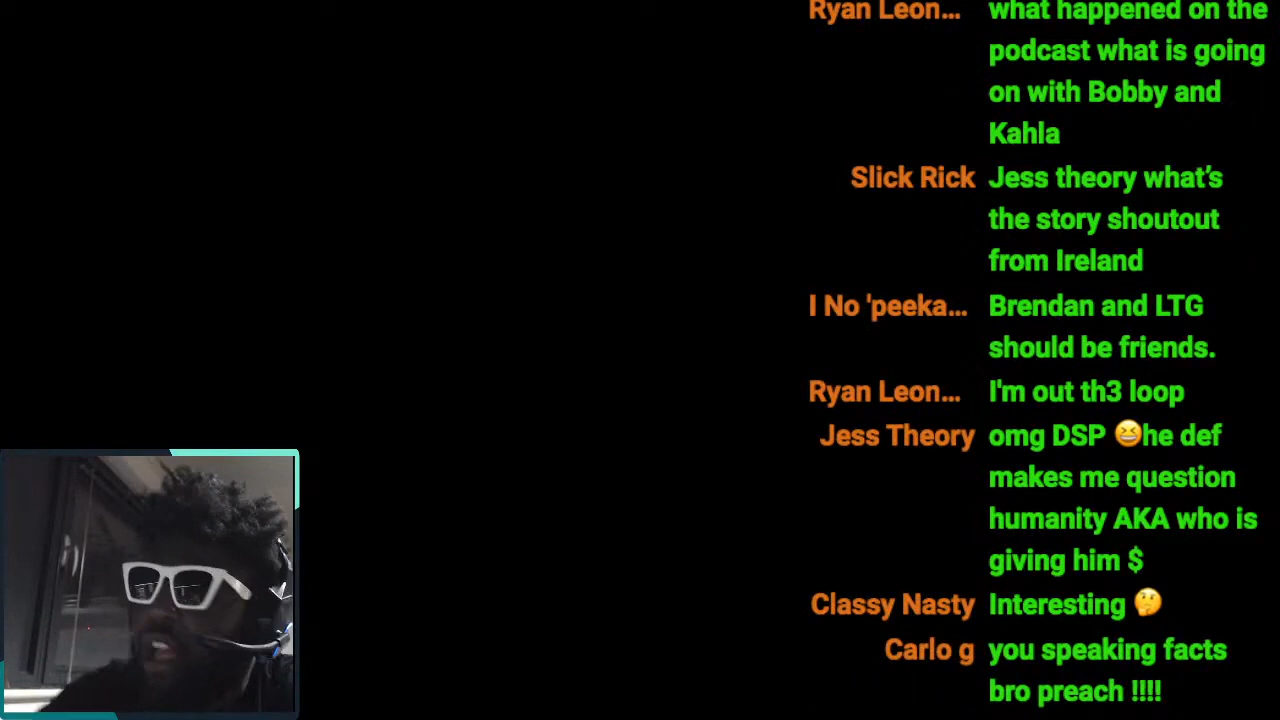 Ryan Leon… what happened on the
podcast what is going
on with Bobby and
Kahla
Slick Rick Jess theory what's
the story shoutout
from Ireland
I No 'peeka… Brendan and LTG
should be friends.
Ryan Leon… I'm out th3 loop
Jess Theory omg DSP 😆he def
makes me question
humanity AKA who is
giving him $
Classy Nasty Interesting 🤔
Carlo g you speaking facts
bro preach !!!!